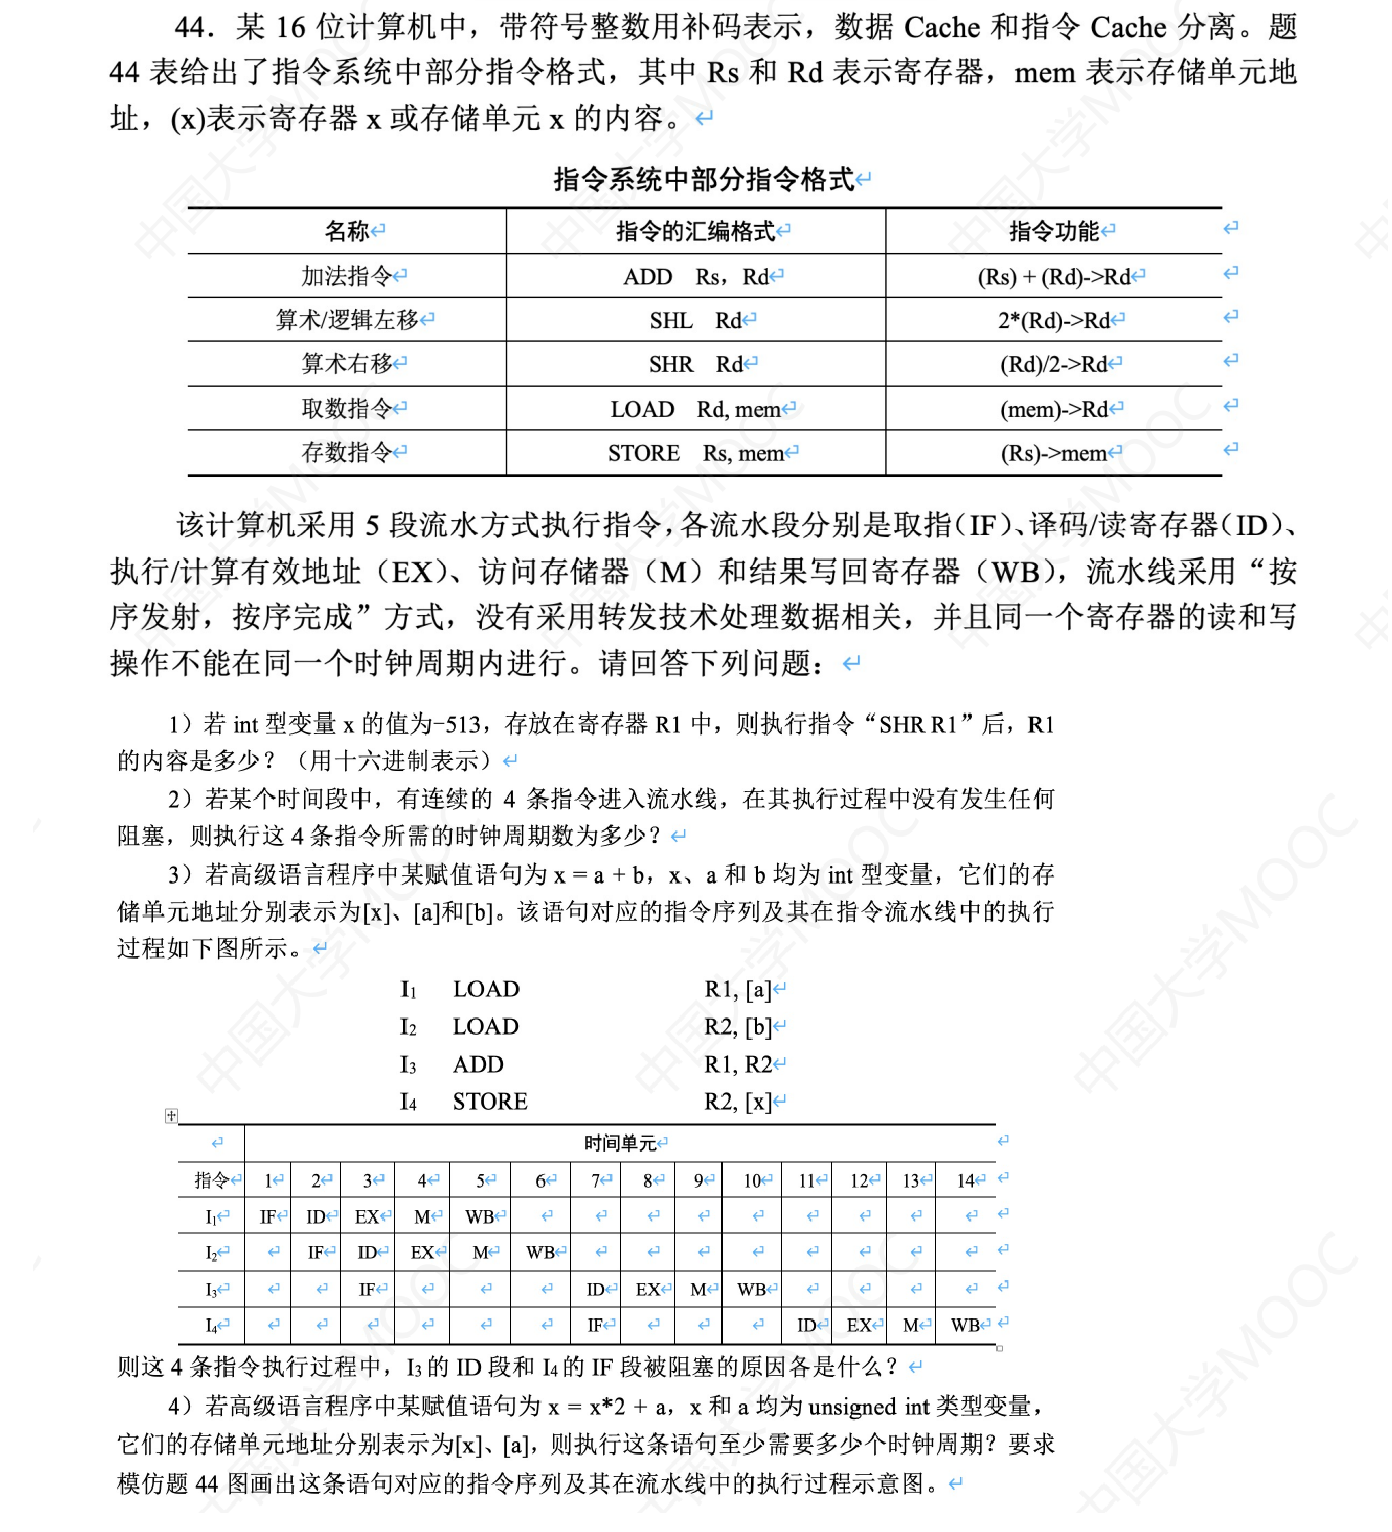 44．某 16 位计算机中，带符号整数用补码表示，数据 Cache 和指令 Cache 分离。题
44 表给出了指令系统中部分指令格式，其中 Rs 和 Rd 表示寄存器，mem 表示存储单元地
址，(x)表示寄存器 x 或存储单元 x 的内容。
指令系统中部分指令格式
名称 指令的汇编格式 指令功能
加法指令 ADD Rs，Rd (Rs) + (Rd)->Rd
算术/逻辑左移 SHL Rd 2*(Rd)->Rd
算术右移 SHR Rd (Rd)/2->Rd
取数指令 LOAD Rd, mem (mem)->Rd
存数指令 STORE Rs, mem (Rs)->mem
该计算机采用 5 段流水方式执行指令，各流水段分别是取指（IF）、译码/读寄存器（ID）、
执行/计算有效地址（EX）、访问存储器（M）和结果写回寄存器（WB），流水线采用“按
序发射，按序完成”方式，没有采用转发技术处理数据相关，并且同一个寄存器的读和写
操作不能在同一个时钟周期内进行。请回答下列问题：
1）若 int 型变量 x 的值为-513，存放在寄存器 R1 中，则执行指令“SHR R1”后，R1
的内容是多少？（用十六进制表示）
2）若某个时间段中，有连续的 4 条指令进入流水线，在其执行过程中没有发生任何
阻塞，则执行这 4 条指令所需的时钟周期数为多少？
3）若高级语言程序中某赋值语句为 x = a + b，x、a 和 b 均为 int 型变量，它们的存
储单元地址分别表示为[x]、[a]和[b]。该语句对应的指令序列及其在指令流水线中的执行
过程如下图所示。
I1 LOAD R1, [a]
I2 LOAD R2, [b]
I3 ADD R1, R2
I4 STORE R2, [x]
时间单元
指令 1 2 3 4 5 6 7 8 9 10 11 12 13 14
I1 IF ID EX M WB
I2 IF ID EX M WB
I3 IF ID EX M WB
I4 IF ID EX M WB
则这 4 条指令执行过程中，I3 的 ID 段和 I4 的 IF 段被阻塞的原因各是什么？
4）若高级语言程序中某赋值语句为 x = x*2 + a，x 和 a 均为 unsigned int 类型变量，
它们的存储单元地址分别表示为[x]、[a]，则执行这条语句至少需要多少个时钟周期？要求
模仿题 44 图画出这条语句对应的指令序列及其在流水线中的执行过程示意图。
中国大学MOOC